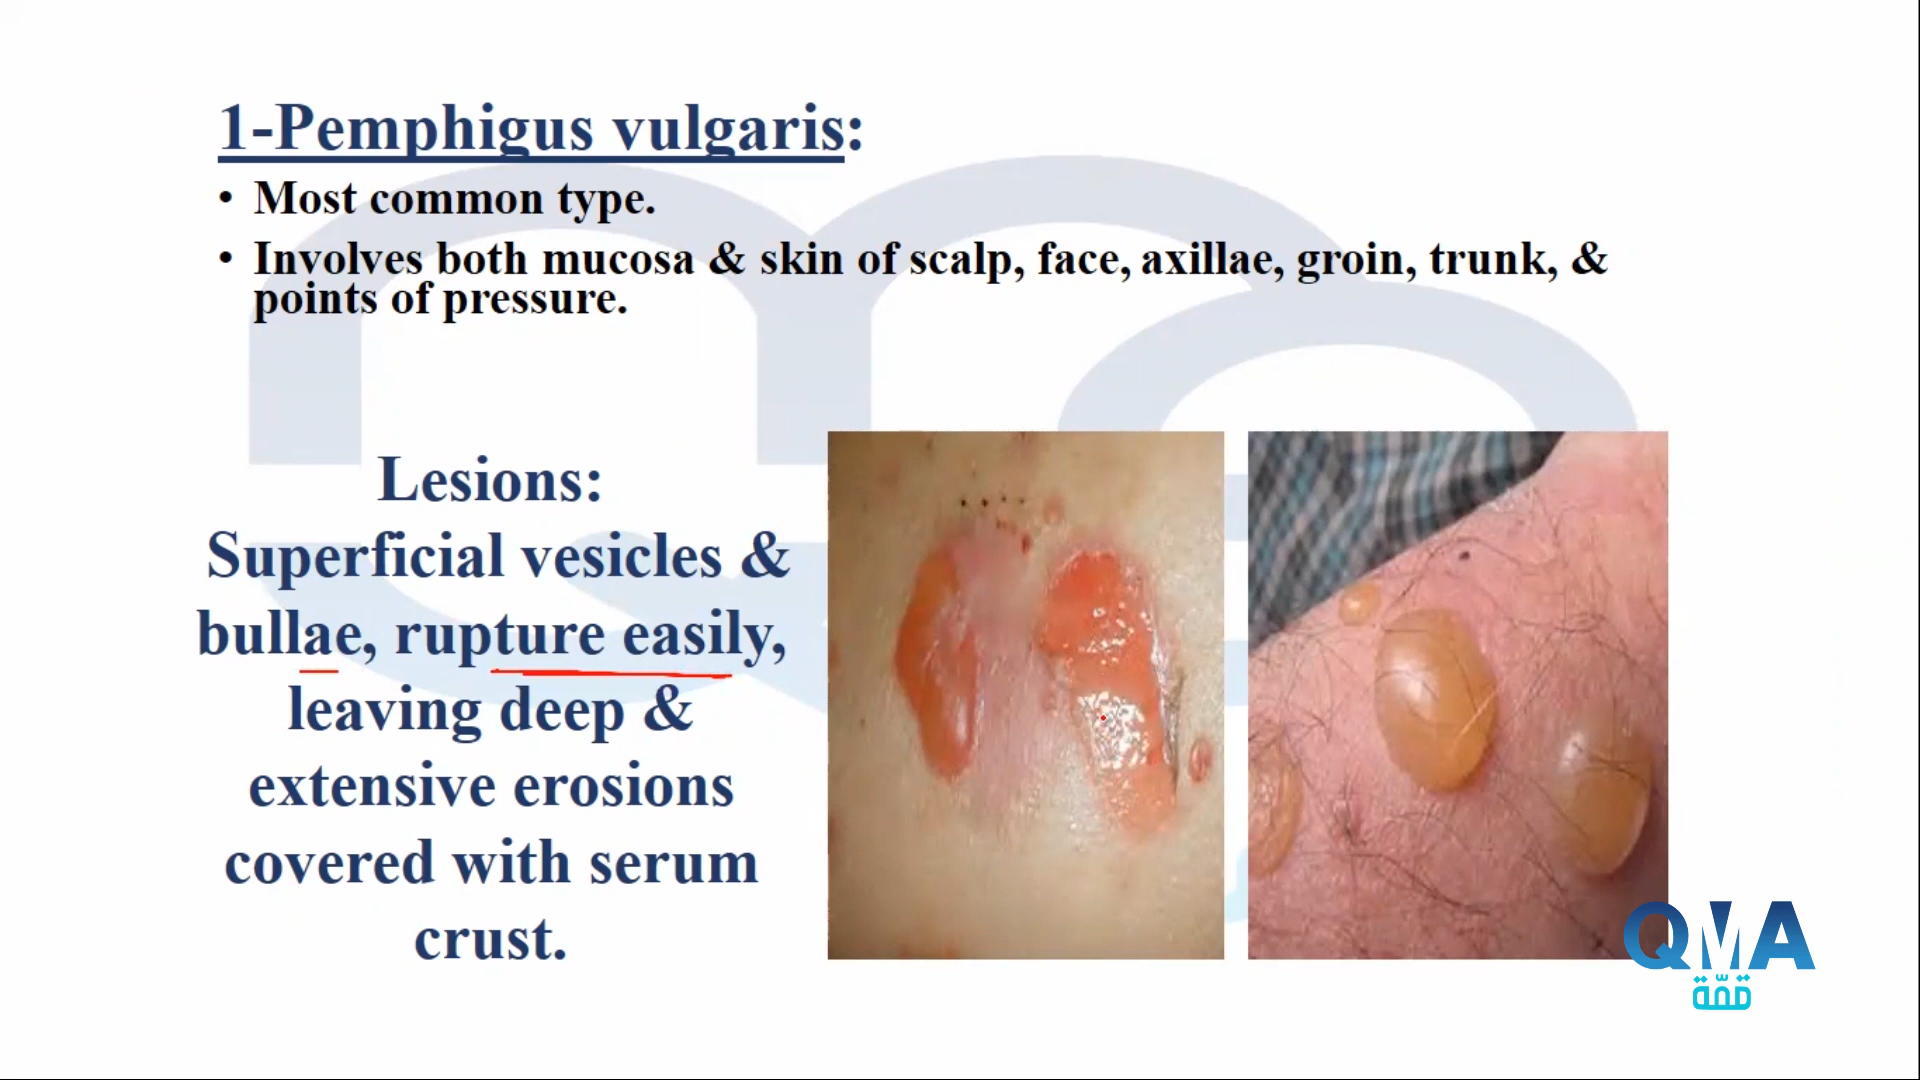 1-Pemphigus vulgaris:
• Most common type.
• Involves both mucosa & skin of scalp, face, axillae, groin, trunk, &
points of pressure.
Lesions:
Superficial vesicles &
bullae, rupture easily,
leaving deep &
extensive erosions
covered with serum
crust.
QMA
قمّة